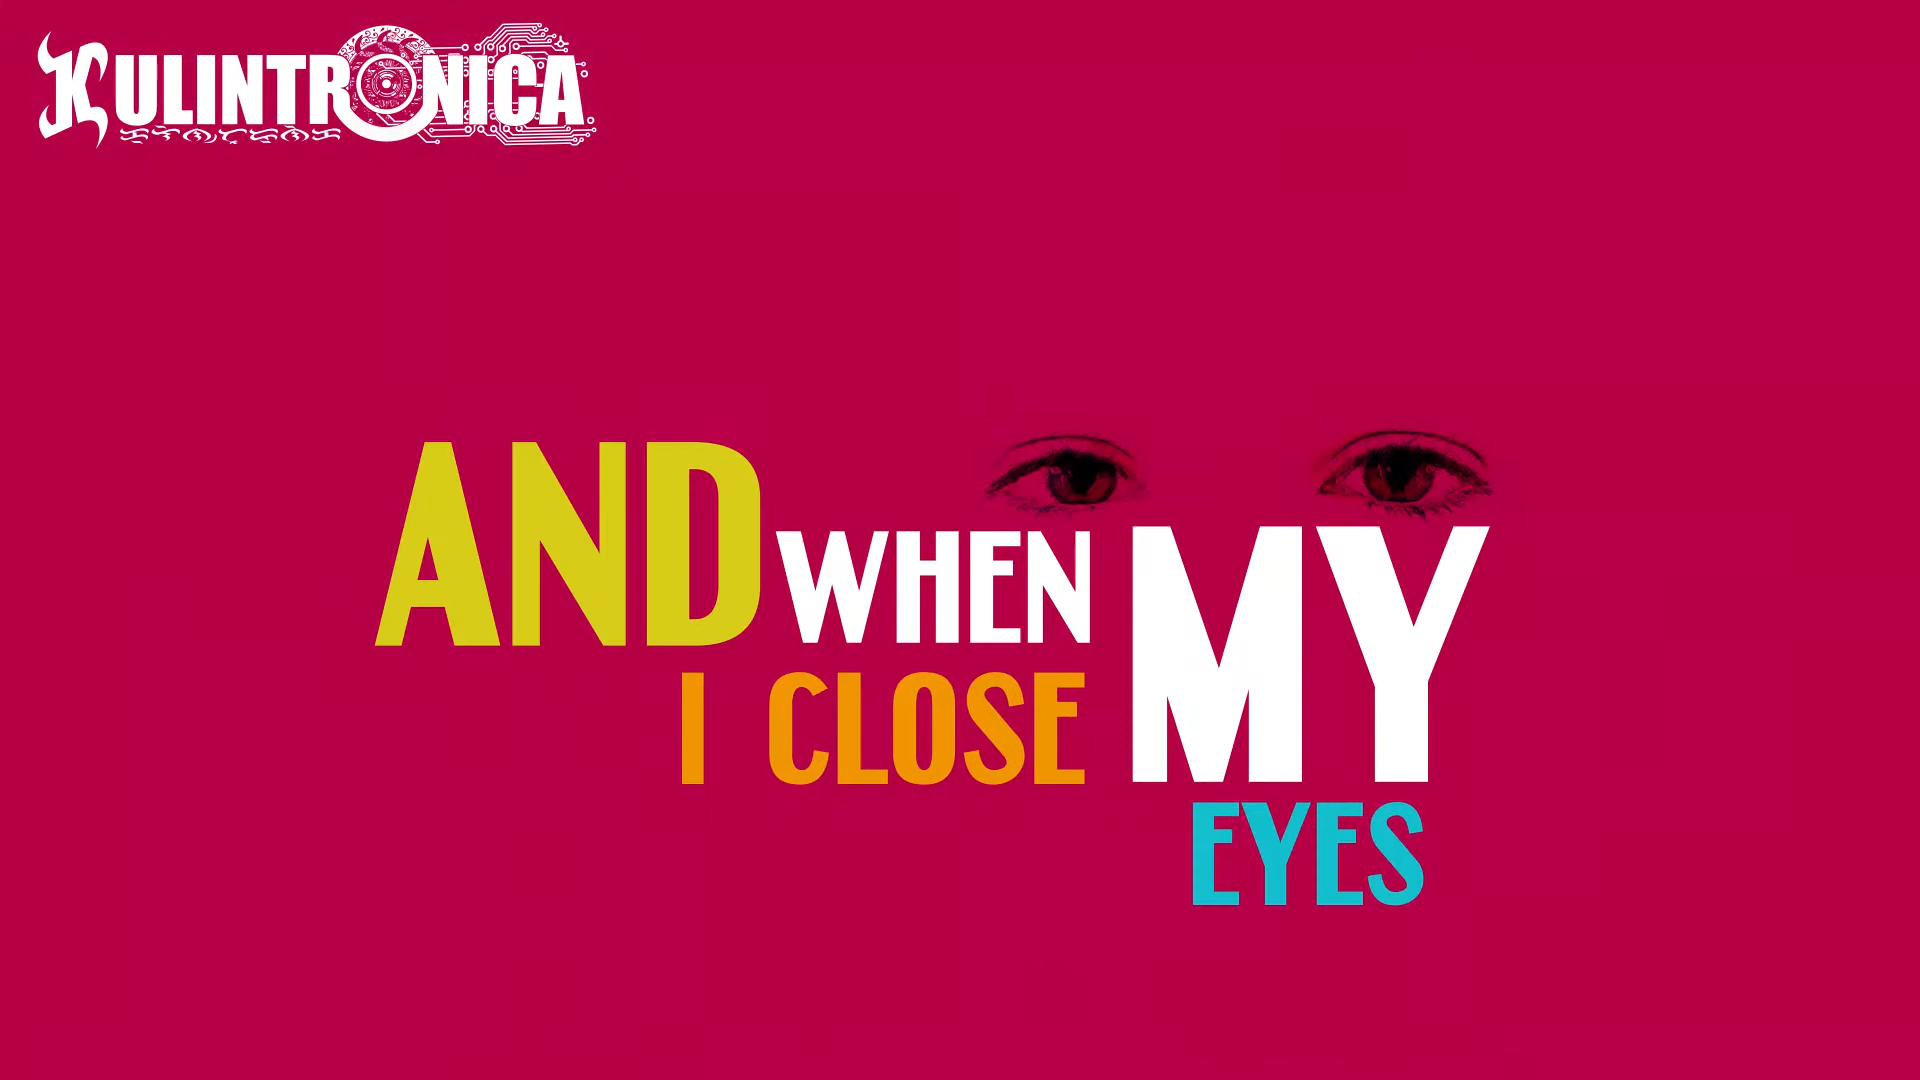 KULINTRONICA
AND WHEN MY
I CLOSE
EYES